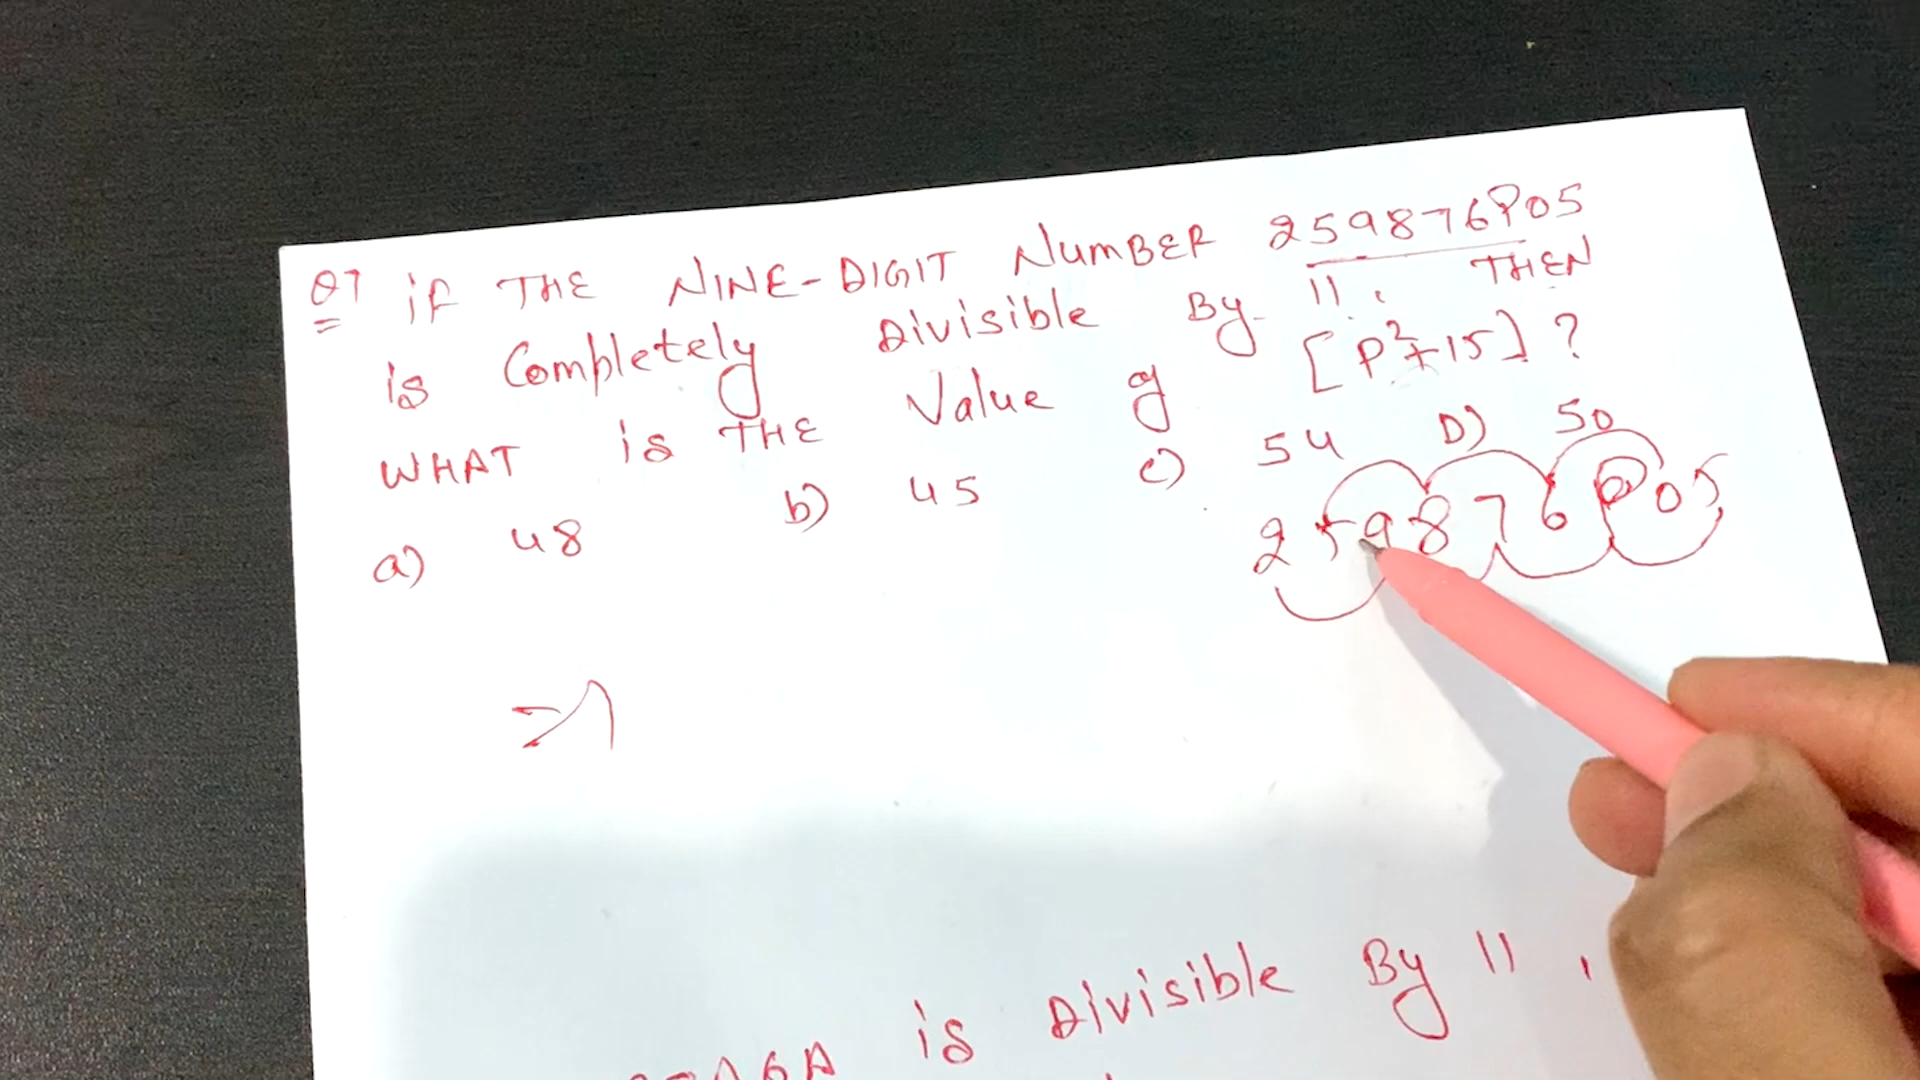 Q7 if THE NINE-DIGIT NUMBER 259876P05
is Completely Divisible By 11, THEN
WHAT is THE Value of [P²+15] ?
a) 48 b) 45 c) 54 D) 50
259876P05
is Divisible By 11,